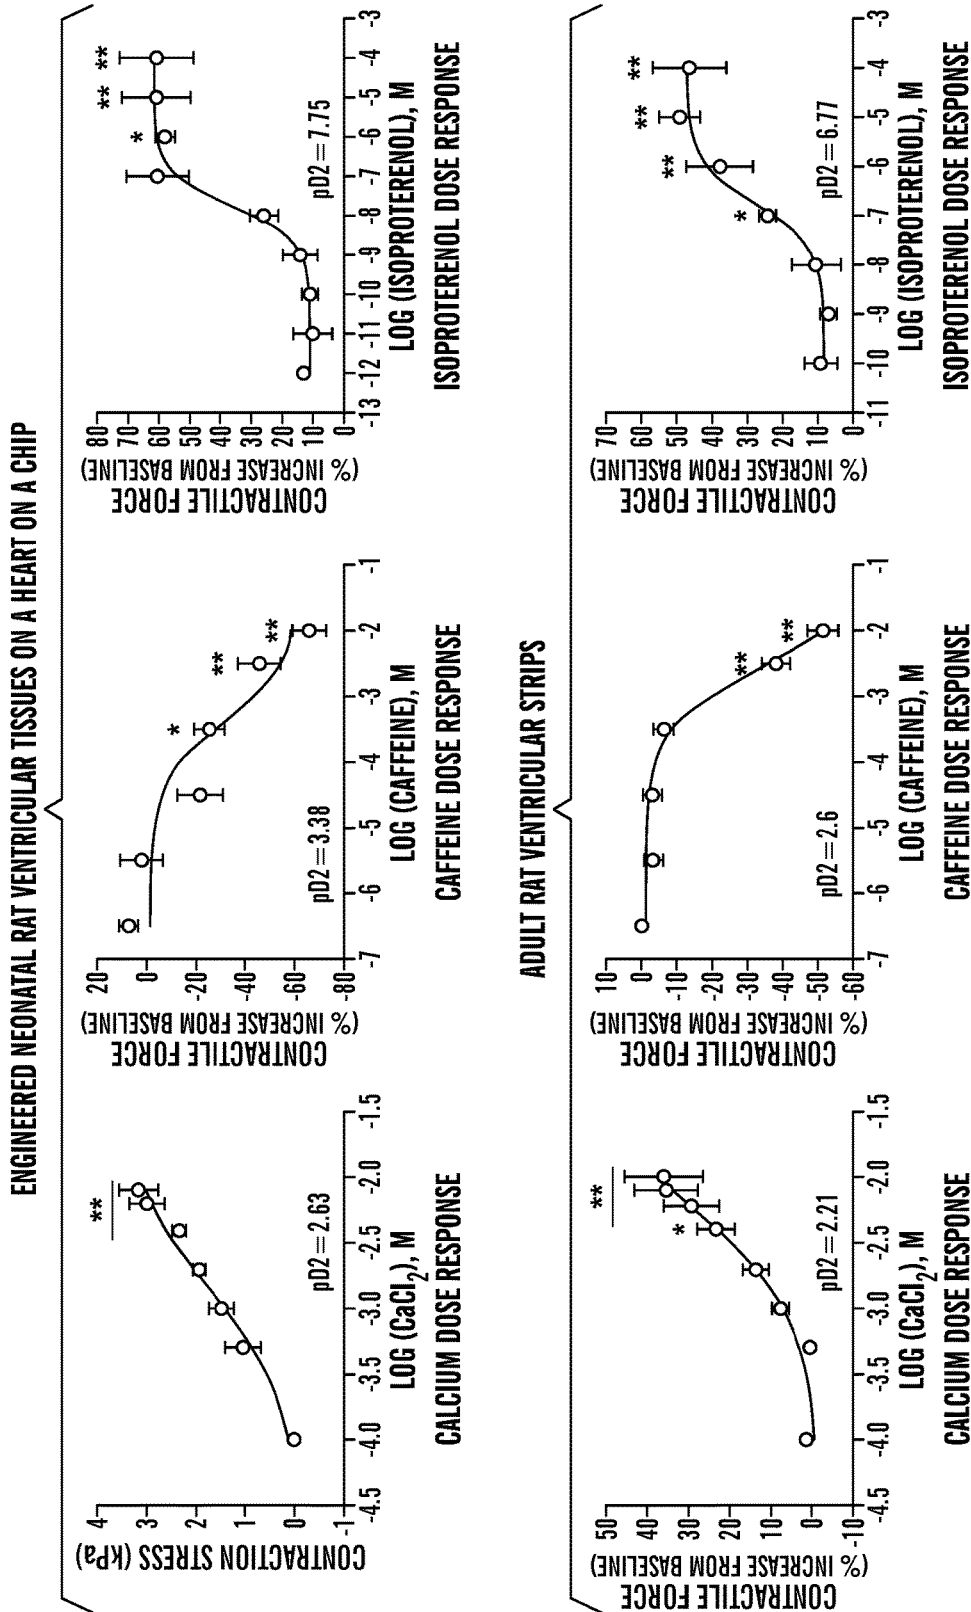 ENGINEERED NEONATAL RAT VENTRICULAR TISSUES ON A HEART ON A CHIP
CONTRACTION STRESS (kPa)
4
3
2
1
0
-1
**
pD2 = 2.63
-4.5 -4.0 -3.5 -3.0 -2.5 -2.0 -1.5
LOG (CaCl2), M
CALCIUM DOSE RESPONSE
CONTRACTILE FORCE
(% INCREASE FROM BASELINE)
20
0
-20
-40
-60
-80
*
**
**
pD2 = 3.38
-7 -6 -5 -4 -3 -2 -1
LOG (CAFFEINE), M
CAFFEINE DOSE RESPONSE
CONTRACTILE FORCE
(% INCREASE FROM BASELINE)
80
70
60
50
40
30
20
10
0
*
**
**
pD2 = 7.75
-13 -12 -11 -10 -9 -8 -7 -6 -5 -4 -3
LOG (ISOPROTERENOL), M
ISOPROTERENOL DOSE RESPONSE
ADULT RAT VENTRICULAR STRIPS
CONTRACTILE FORCE
(% INCREASE FROM BASELINE)
50
40
30
20
10
0
-10
*
**
pD2 = 2.21
-4.5 -4.0 -3.5 -3.0 -2.5 -2.0 -1.5
LOG (CaCl2), M
CALCIUM DOSE RESPONSE
CONTRACTILE FORCE
(% INCREASE FROM BASELINE)
10
0
-10
-20
-30
-40
-50
-60
**
**
pD2 = 2.6
-7 -6 -5 -4 -3 -2 -1
LOG (CAFFEINE), M
CAFFEINE DOSE RESPONSE
CONTRACTILE FORCE
(% INCREASE FROM BASELINE)
70
60
50
40
30
20
10
0
*
**
**
**
pD2 = 6.77
-11 -10 -9 -8 -7 -6 -5 -4 -3
LOG (ISOPROTERENOL), M
ISOPROTERENOL DOSE RESPONSE